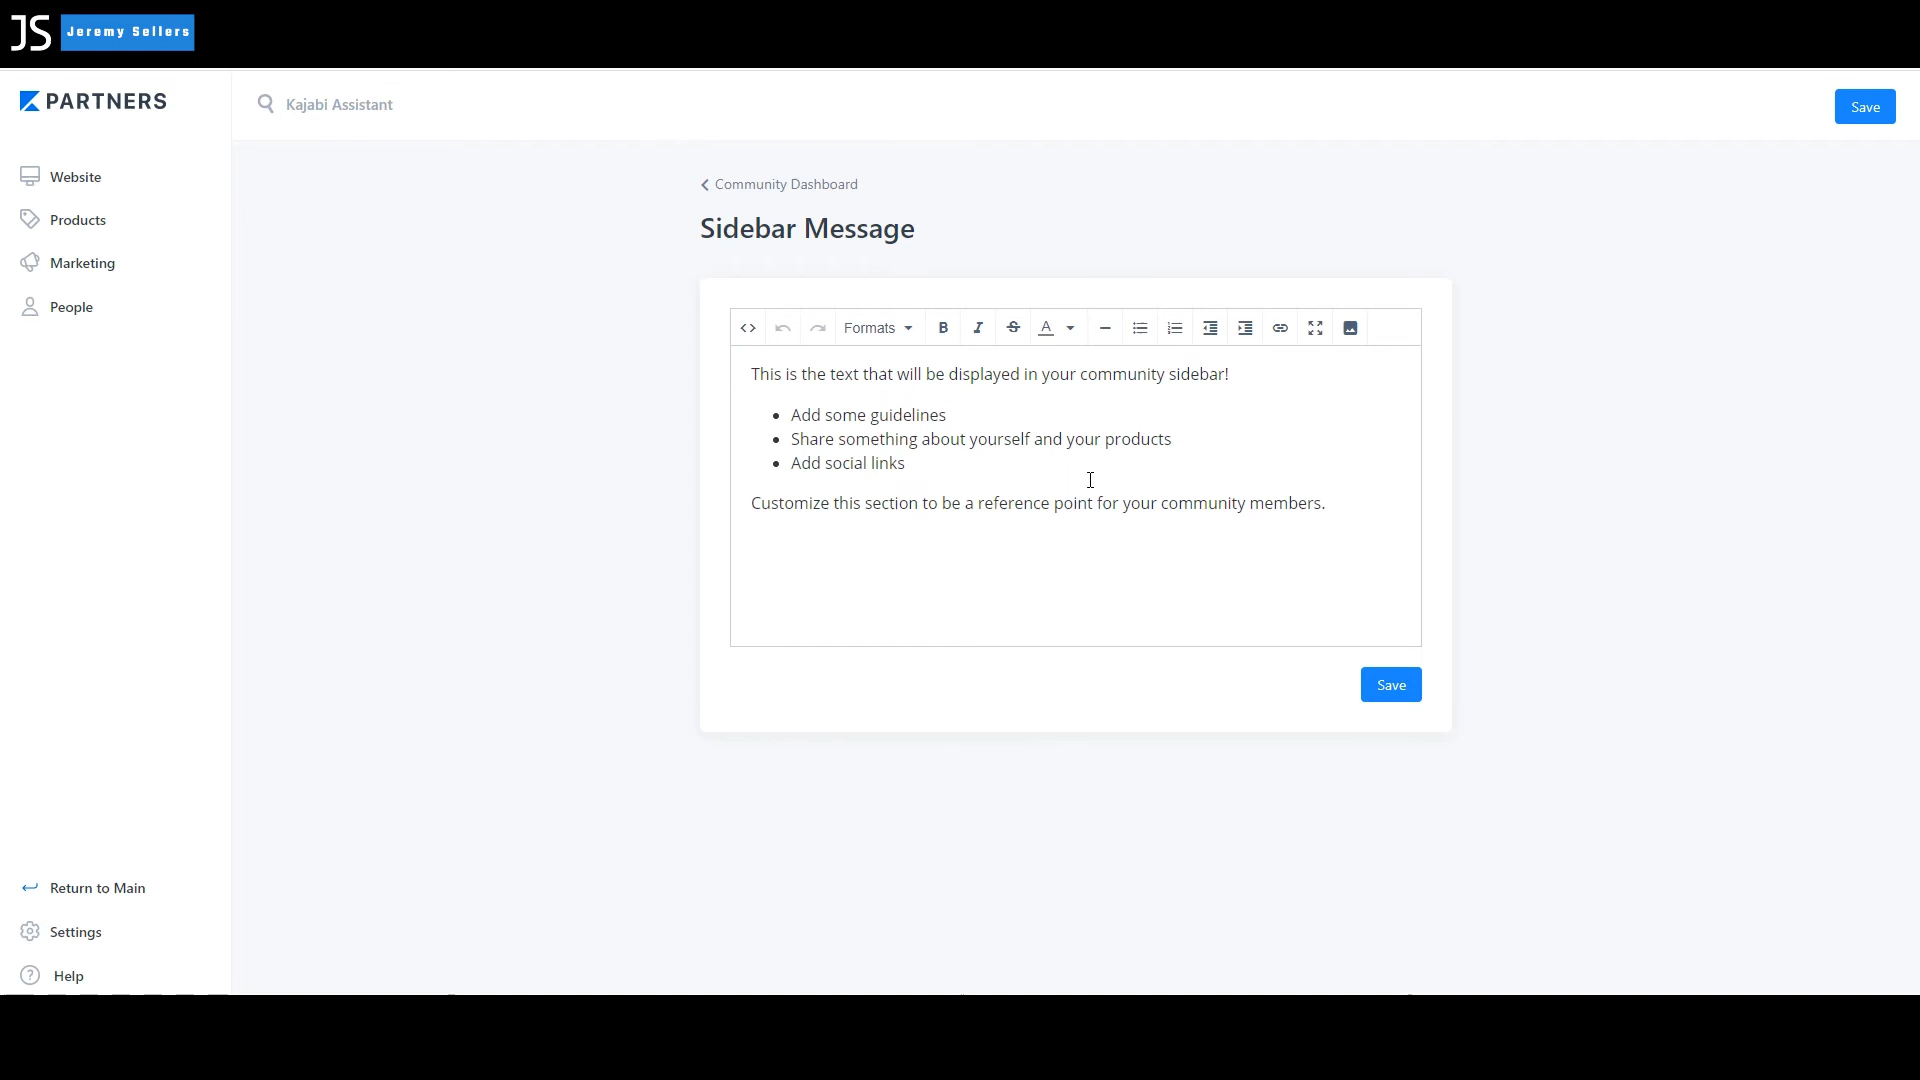 JS Jeremy Sellers
PARTNERS
Kajabi Assistant
Save
Website
Products
Marketing
People
Community Dashboard
Sidebar Message
Formats B I S A
This is the text that will be displayed in your community sidebar!
• Add some guidelines
• Share something about yourself and your products
• Add social links
Customize this section to be a reference point for your community members.
Save
Return to Main
Settings
Help